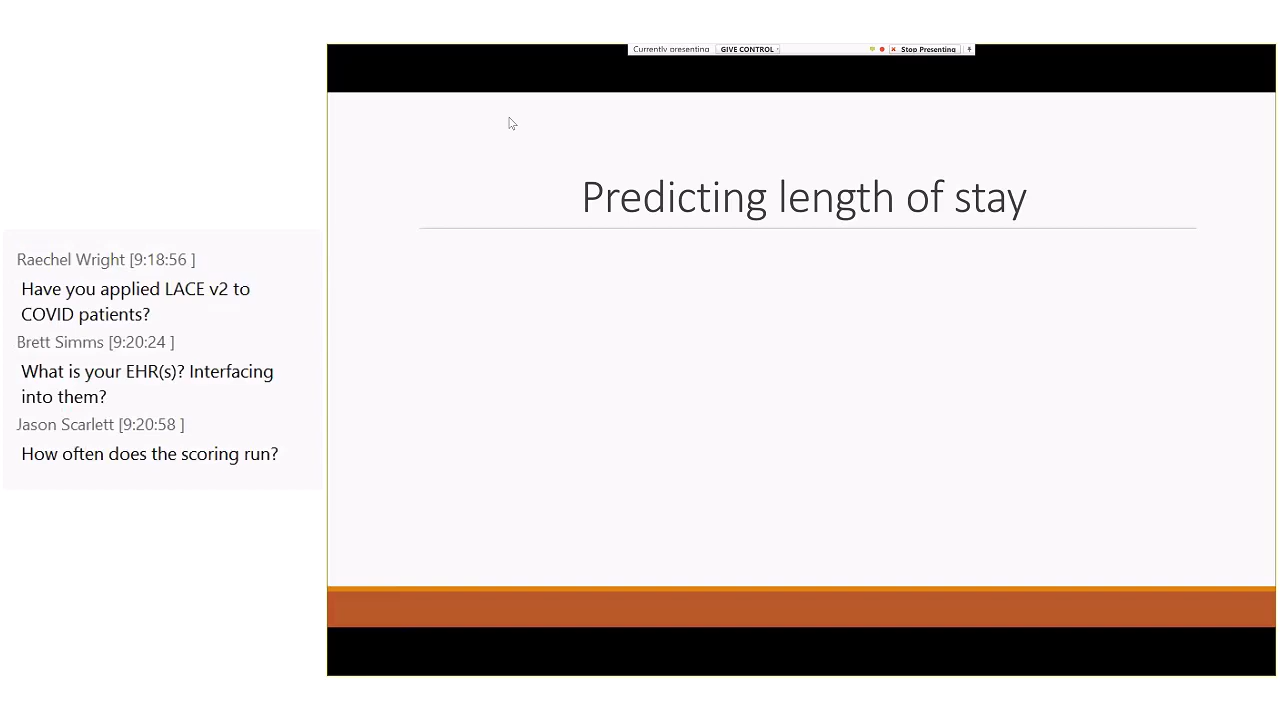 Currently presenting GIVE CONTROL Stop Presenting
Predicting length of stay
Raechel Wright [9:18:56 ]
Have you applied LACE v2 to
COVID patients?
Brett Simms [9:20:24 ]
What is your EHR(s)? Interfacing
into them?
Jason Scarlett [9:20:58 ]
How often does the scoring run?